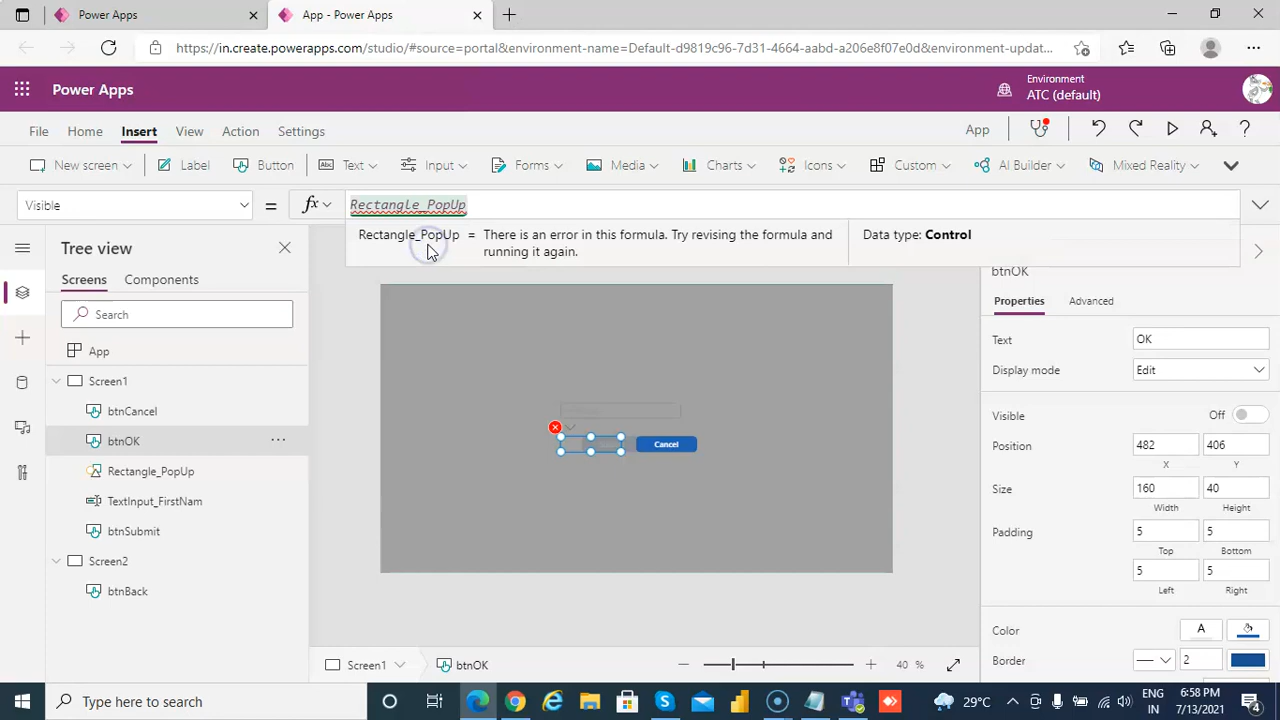 Power Apps
App - Power Apps
https://in.create.powerapps.com/studio/#source=portal&environment-name=Default-d9819c96-7d31-4664-aabd-a206e8f07e0d&environment-updat...
Power Apps
Environment
ATC (default)
File
Home
Insert
View
Action
Settings
App
New screen
Label
Button
Abc
Text
Input
Forms
Media
Charts
Icons
Custom
AI Builder
Mixed Reality
Visible
=
fx
Rectangle_PopUp
Rectangle_PopUp = There is an error in this formula. Try revising the formula and
running it again.
Data type: Control
Tree view
Screens
Components
Search
App
Screen1
btnCancel
btnOK
Rectangle_PopUp
TextInput_FirstNam
btnSubmit
Screen2
btnBack
Cancel
btnOK
Properties
Advanced
Text
OK
Display mode
Edit
Visible
Off
Position
482
406
X
Y
Size
160
40
Width
Height
Padding
5
5
Top
Bottom
5
5
Left
Right
Color
A
Border
2
Screen1
btnOK
40 %
Type here to search
29°C
ENG
IN
6:58 PM
7/13/2021
4